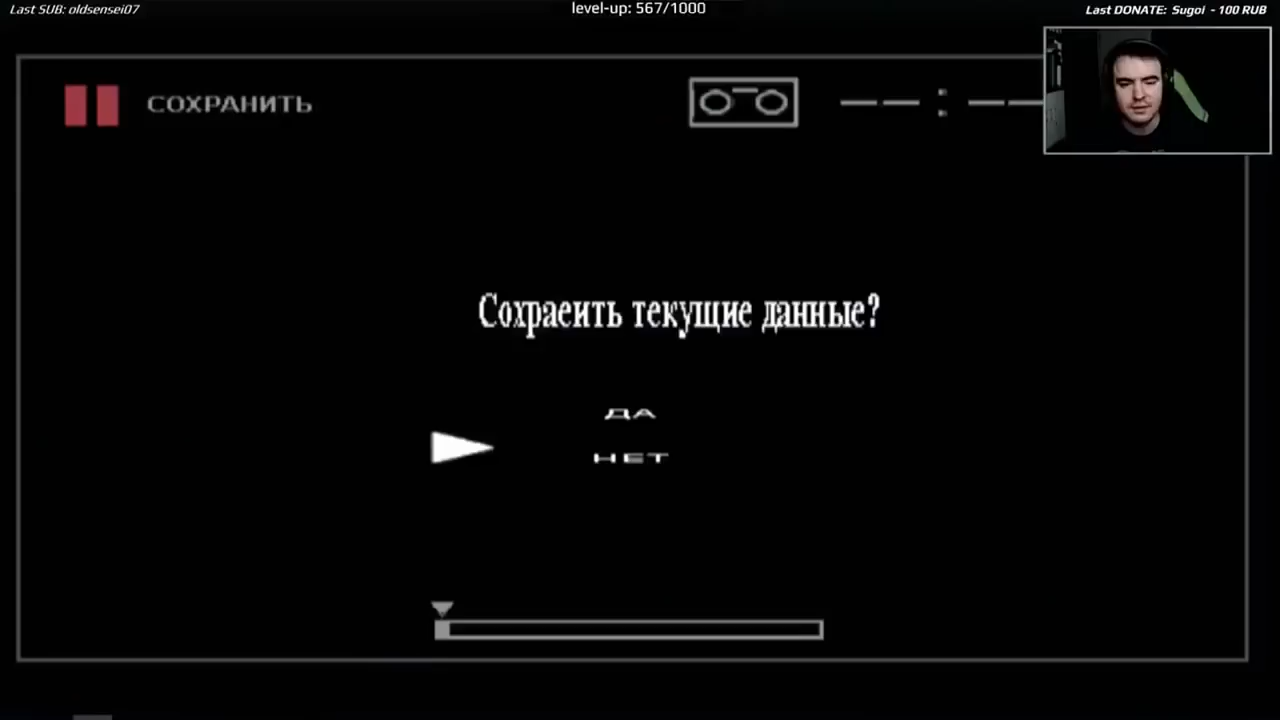 Last SUB: oldsensei07
level-up: 567/1000
Last DONATE: Sugoi - 100 RUB
СОХРАНИТЬ
Сохраеить текущие данные?
ДА
НЕТ